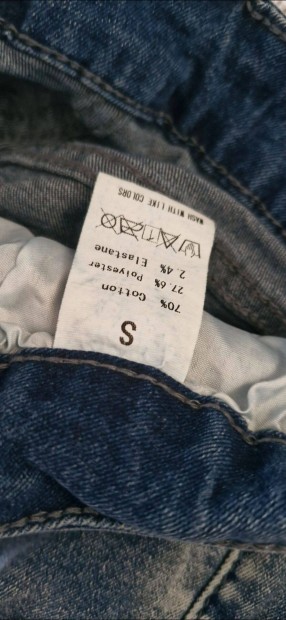 S
70% Cotton
27.6% Polyester
2.4% Elastane
WASH WITH LIKE COLORS